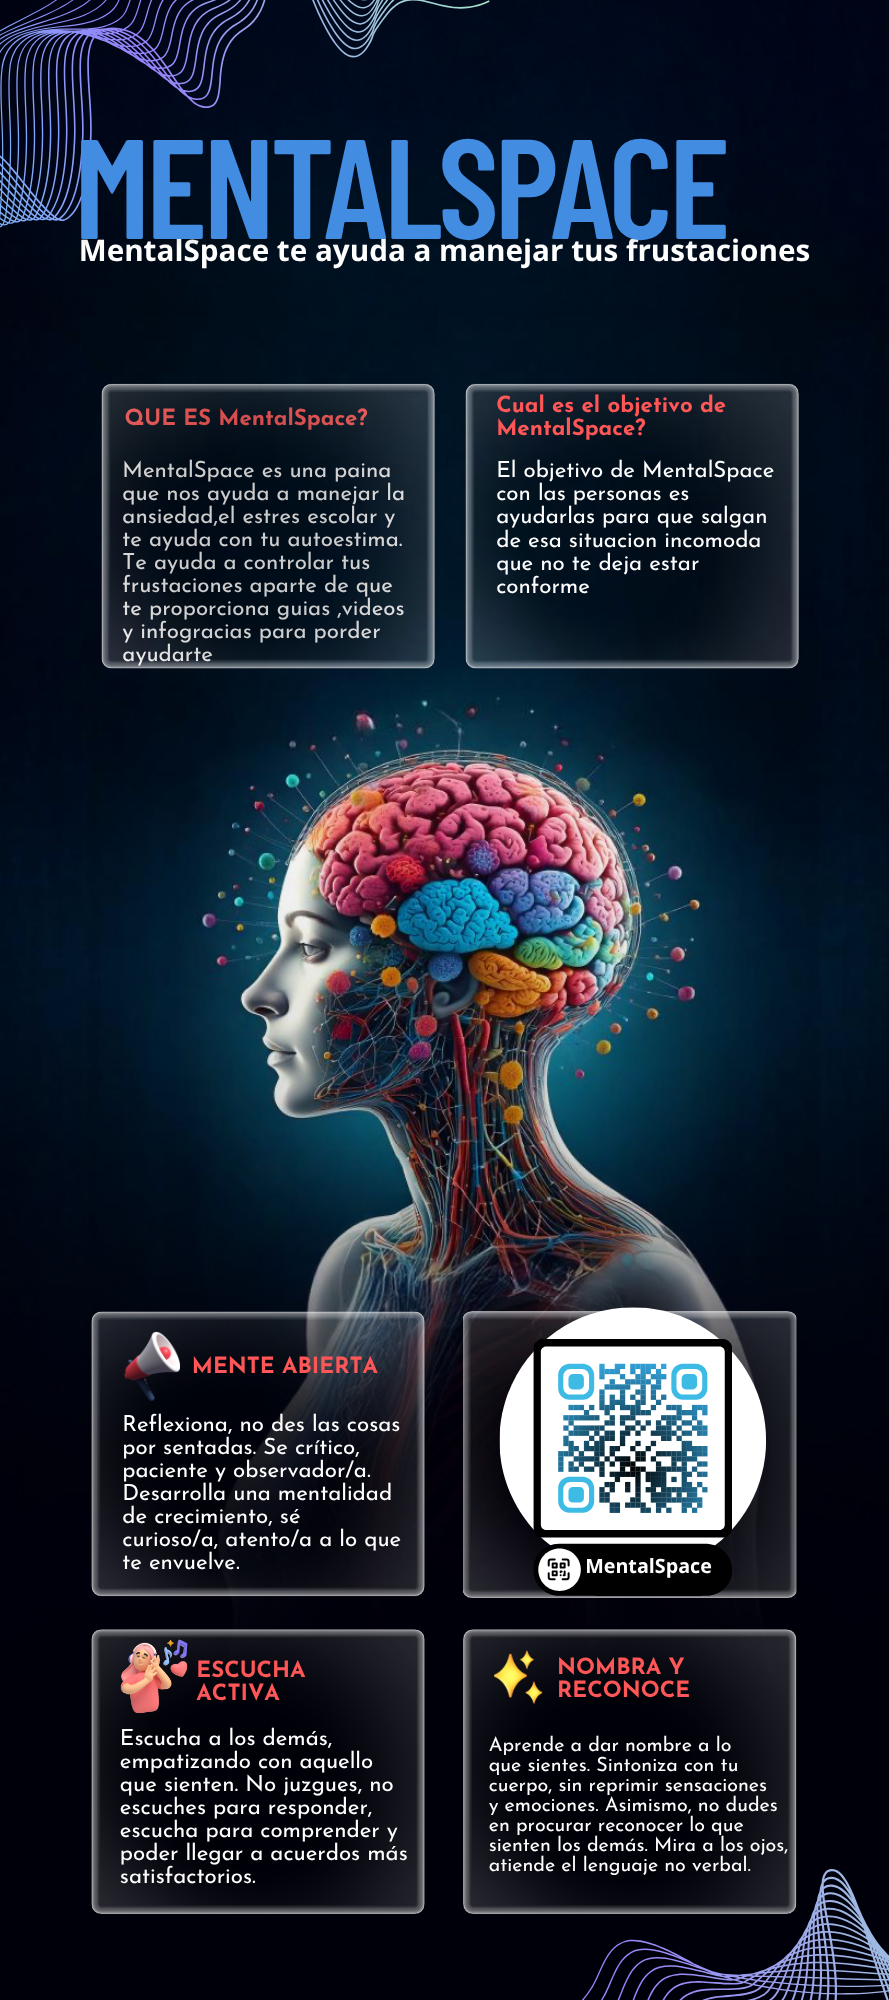 MENTALSPACE
MentalSpace te ayuda a manejar tus frustaciones
QUE ES MentalSpace?
MentalSpace es una paina
que nos ayuda a manejar la
ansiedad,el estres escolar y
te ayuda con tu autoestima.
Te ayuda a controlar tus
frustaciones aparte de que
te proporciona guias ,videos
y infogracias para porder
ayudarte
Cual es el objetivo de
MentalSpace?
El objetivo de MentalSpace
con las personas es
ayudarlas para que salgan
de esa situacion incomoda
que no te deja estar
conforme
MENTE ABIERTA
Reflexiona, no des las cosas
por sentadas. Se crítico,
paciente y observador/a.
Desarrolla una mentalidad
de crecimiento, sé
curioso/a, atento/a a lo que
te envuelve.
MentalSpace
ESCUCHA
ACTIVA
Escucha a los demás,
empatizando con aquello
que sienten. No juzgues, no
escuches para responder,
escucha para comprender y
poder llegar a acuerdos más
satisfactorios.
NOMBRA Y
RECONOCE
Aprende a dar nombre a lo
que sientes. Sintoniza con tu
cuerpo, sin reprimir sensaciones
y emociones. Asimismo, no dudes
en procurar reconocer lo que
sienten los demás. Mira a los ojos,
atiende el lenguaje no verbal.